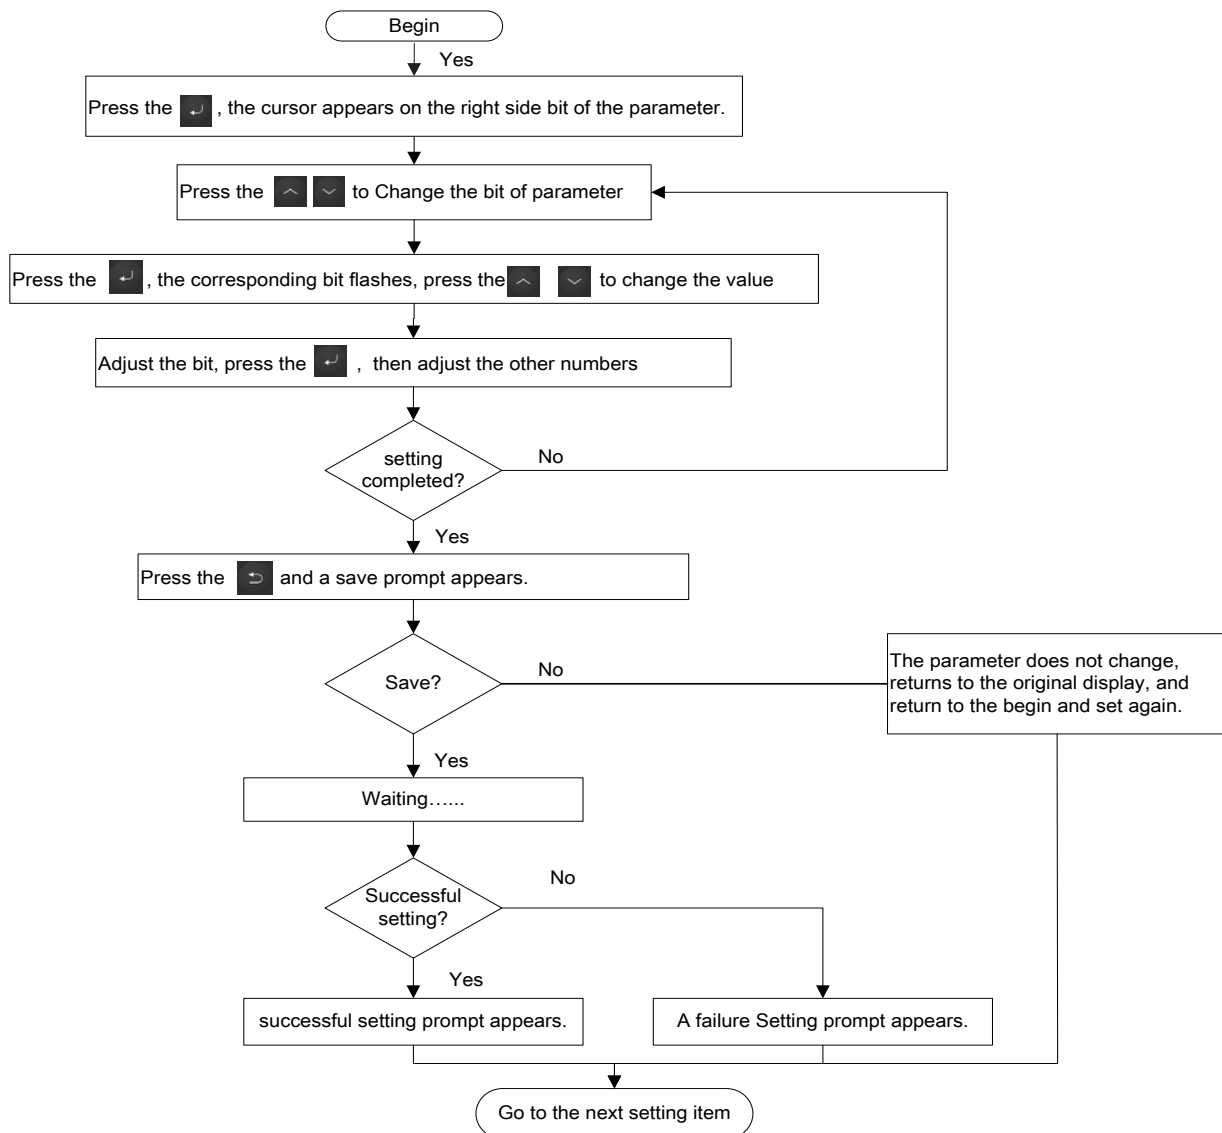 Begin
Yes
Press the , the cursor appears on the right side bit of the parameter.
Press the to Change the bit of parameter
Press the , the corresponding bit flashes, press the to change the value
Adjust the bit, press the , then adjust the other numbers
setting
completed?
No
Yes
Press the and a save prompt appears.
Save?
No
The parameter does not change,
returns to the original display, and
return to the begin and set again.
Yes
Waiting…...
Successful
setting?
No
Yes
successful setting prompt appears.
A failure Setting prompt appears.
Go to the next setting item